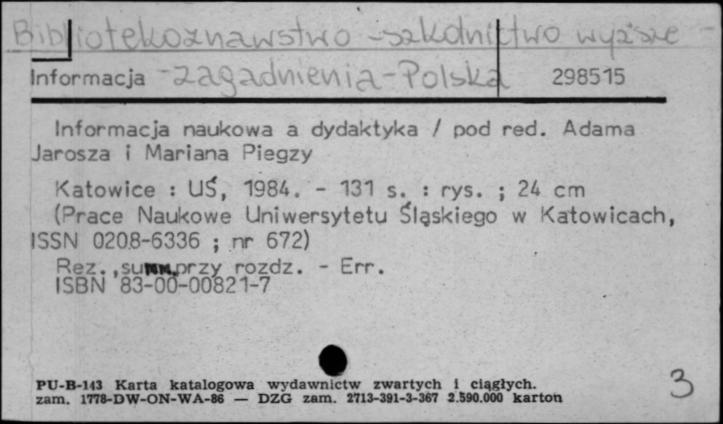 Bibliotekoznawstwo - szkolnictwo wyższe -
Informacja - zagadnienia - Polska 298515
Informacja naukowa a dydaktyka / pod red. Adama
Jarosza i Mariana Piegzy
Katowice : UŚ, 1984. - 131 s. : rys. ; 24 cm
(Prace Naukowe Uniwersytetu Śląskiego w Katowicach,
ISSN 0208-6336 ; nr 672)
Rez.,summ.przy rozdz. - Err.
ISBN 83-00-00821-7
PU-B-143 Karta katalogowa wydawnictw zwartych i ciągłych.
zam. 1778-DW-ON-WA-86 — DZG zam. 2713-391-3-367 2.590.000 karton
3